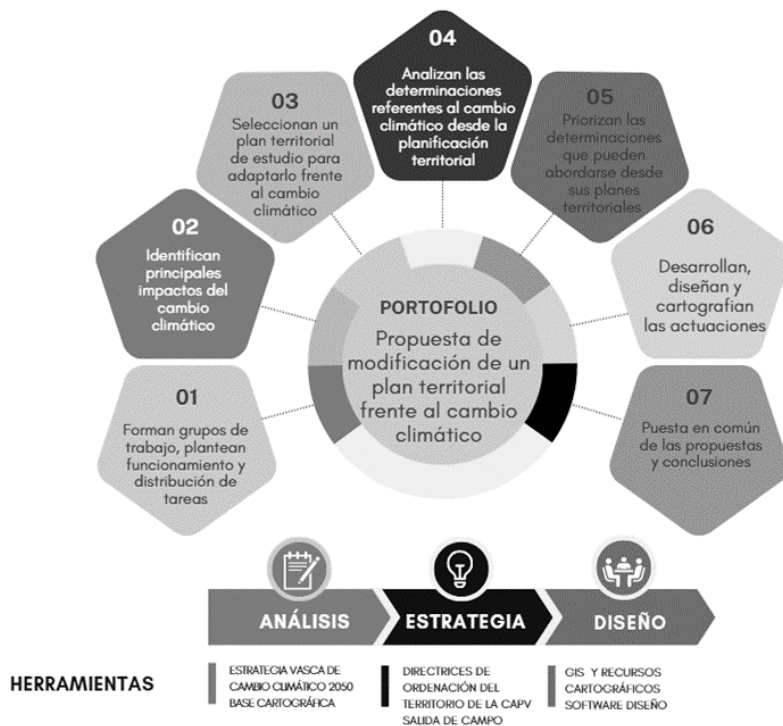 01
Forman grupos de
trabajo, plantean
funcionamiento y
distribución de
tareas
02
Identifican
principales
impactos del
cambio
climático
03
Seleccionan un
plan territorial
de estudio para
adaptarlo frente
al cambio
climático
04
Analizan las
determinaciones
referentes al cambio
climático desde la
planificación
territorial
05
Priorizan las
determinaciones
que pueden
abordarse desde
sus planes
territoriales
06
Desarrollan,
diseñan y
cartografían
las actuaciones
07
Puesta en común
de las propuestas
y conclusiones
PORTOFOLIO
Propuesta de
modificación de un
plan territorial
frente al cambio
climático
ANÁLISIS
ESTRATEGIA
DISEÑO
HERRAMIENTAS
ESTRATEGIA VASCA DE
CAMBIO CLIMÁTICO 2050
BASE CARTOGRÁFICA
DIRECTRICES DE
ORDENACIÓN DEL
TERRITORIO DE LA CAPV
SALIDA DE CAMPO
GIS Y RECURSOS
CARTOGRÁFICOS
SOFTWARE DISEÑO